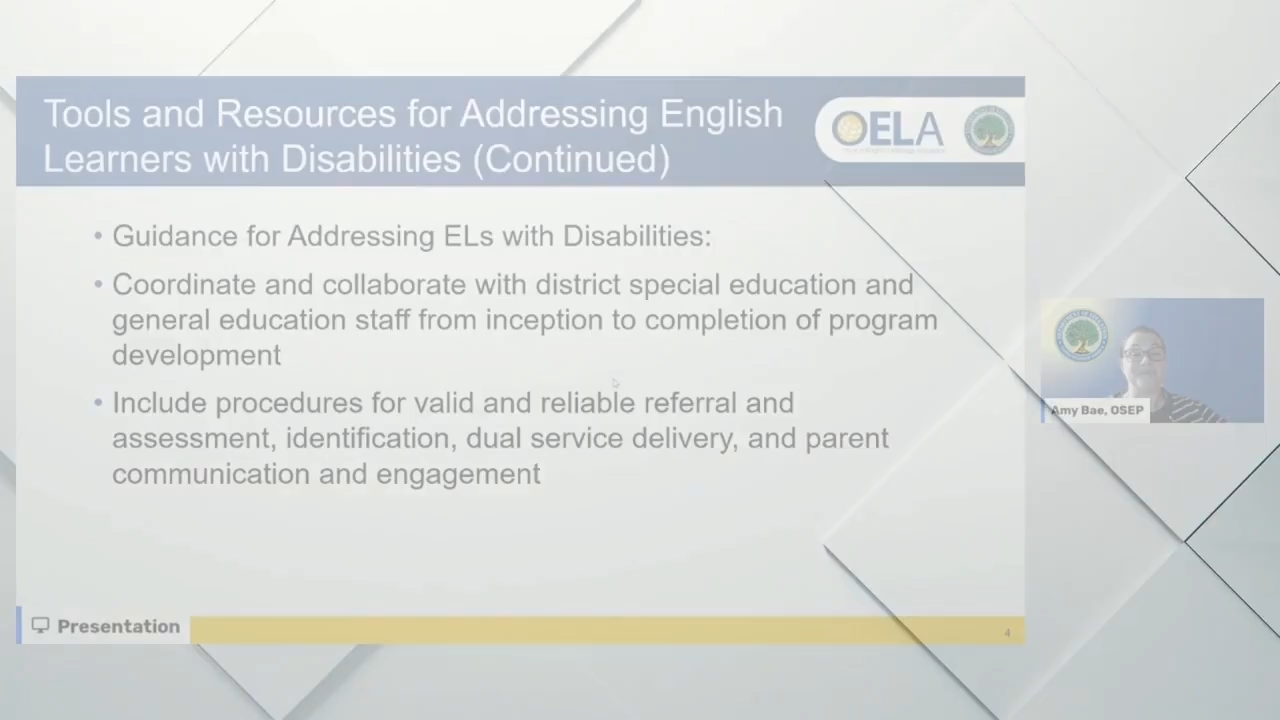 Tools and Resources for Addressing English
Learners with Disabilities (Continued)
OELA
• Guidance for Addressing ELs with Disabilities:
• Coordinate and collaborate with district special education and
general education staff from inception to completion of program
development
• Include procedures for valid and reliable referral and
assessment, identification, dual service delivery, and parent
communication and engagement
Amy Bae, OSEP
Presentation
4